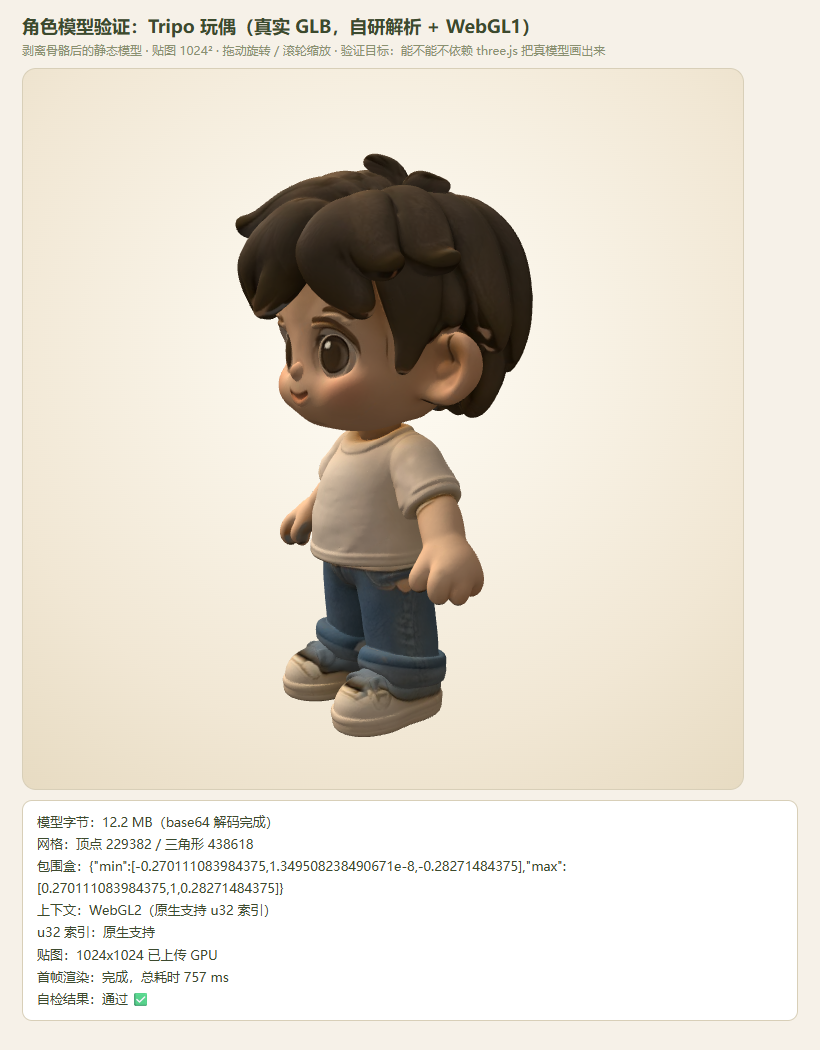 角色模型验证：Tripo 玩偶（真实 GLB，自研解析 + WebGL1）
剥离骨骼后的静态模型 · 贴图 1024² · 拖动旋转 / 滚轮缩放 · 验证目标：能不能不依赖 three.js 把真模型画出来
模型字节：12.2 MB（base64 解码完成）
网格：顶点 229382 / 三角形 438618
包围盒：{"min":[-0.270111083984375,1.349508238490671e-8,-0.28271484375],"max":
[0.270111083984375,1,0.28271484375]}
上下文：WebGL2（原生支持 u32 索引）
u32 索引：原生支持
贴图：1024x1024 已上传 GPU
首帧渲染：完成，总耗时 757 ms
自检结果：通过 ✅